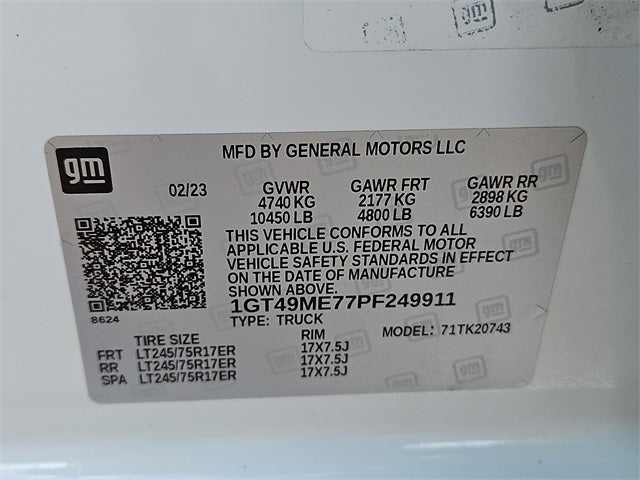 gm
MFD BY GENERAL MOTORS LLC
02/23 GVWR GAWR FRT GAWR RR
4740 KG 2177 KG 2898 KG
10450 LB 4800 LB 6390 LB
THIS VEHICLE CONFORMS TO ALL
APPLICABLE U.S. FEDERAL MOTOR
VEHICLE SAFETY STANDARDS IN EFFECT
ON THE DATE OF MANUFACTURE
SHOWN ABOVE.
1GT49ME77PF249911
8624
TYPE: TRUCK MODEL: 71TK20743
TIRE SIZE RIM
FRT LT245/75R17ER 17X7.5J
RR LT245/75R17ER 17X7.5J
SPA LT245/75R17ER 17X7.5J